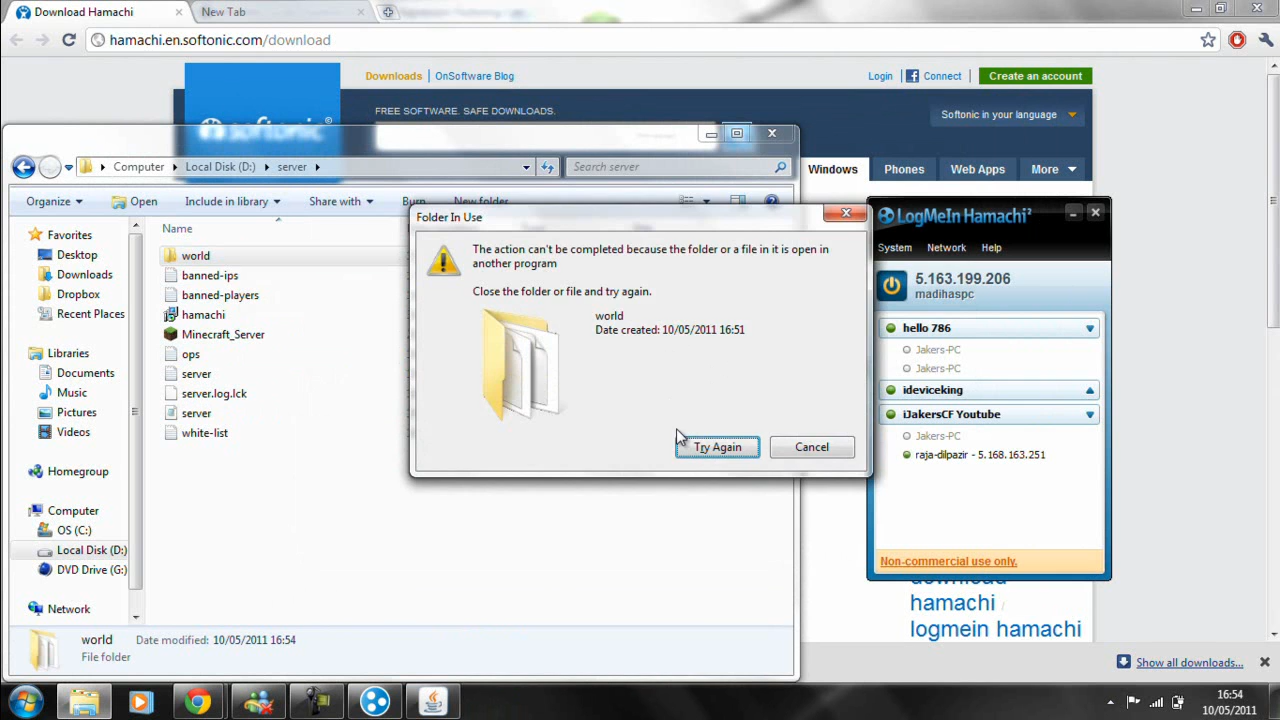 Download Hamachi
New Tab
hamachi.en.softonic.com/download
Downloads
OnSoftware Blog
Login
Connect
Create an account
softonic
FREE SOFTWARE. SAFE DOWNLOADS.
Softonic in your language
Windows
Phones
Web Apps
More
Computer
Local Disk (D:)
server
Search server
Organize
Open
Include in library
Share with
Burn
New folder
Name
Favorites
Desktop
Downloads
Dropbox
Recent Places
Libraries
Documents
Music
Pictures
Videos
Homegroup
Computer
OS (C:)
Local Disk (D:)
DVD Drive (G:)
Network
world
banned-ips
banned-players
hamachi
Minecraft_Server
ops
server
server.log.lck
server
white-list
world
Date modified: 10/05/2011 16:54
File folder
Folder In Use
The action can't be completed because the folder or a file in it is open in
another program
Close the folder or file and try again.
world
Date created: 10/05/2011 16:51
Try Again
Cancel
LogMeIn Hamachi²
System
Network
Help
5.163.199.206
madihaspc
hello 786
Jakers-PC
Jakers-PC
ideviceking
iJakersCF Youtube
Jakers-PC
raja-dilpazir - 5.168.163.251
Non-commercial use only.
download
hamachi /
logmein hamachi
Show all downloads...
16:54
10/05/2011